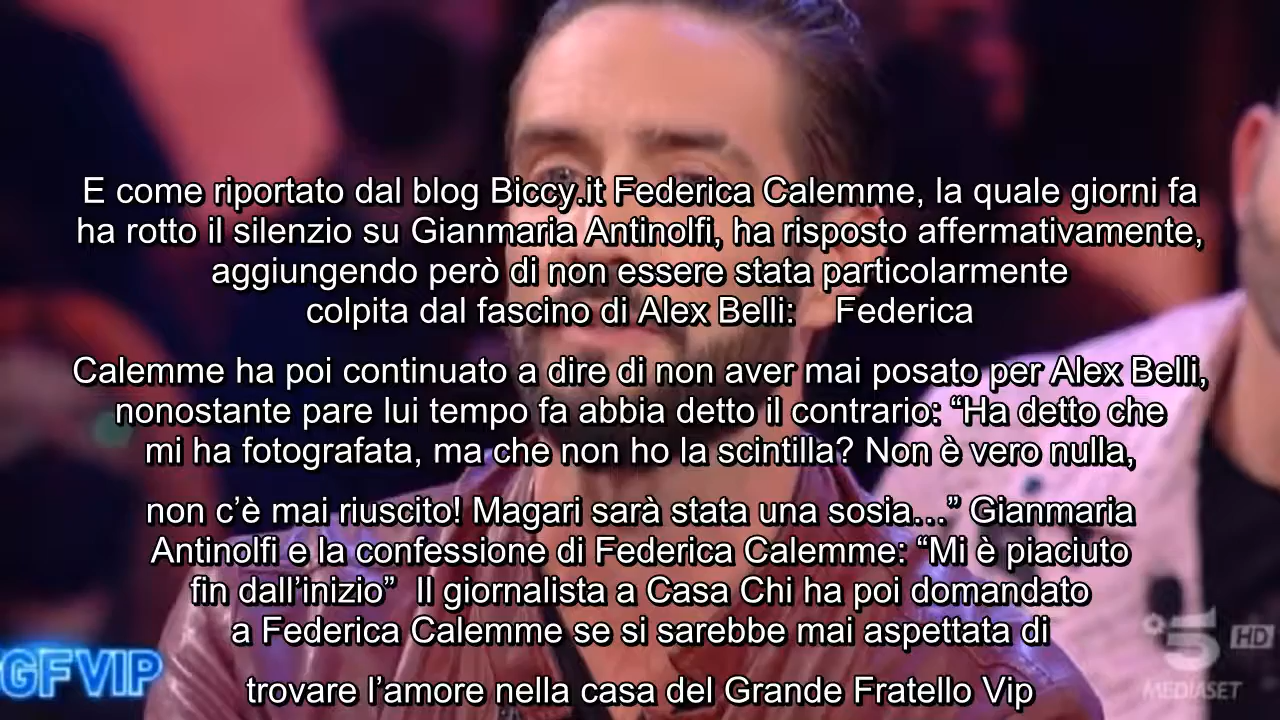 E come riportato dal blog Biccy.it Federica Calemme, la quale giorni fa
ha rotto il silenzio su Gianmaria Antinolfi, ha risposto affermativamente,
aggiungendo però di non essere stata particolarmente
colpita dal fascino di Alex Belli: Federica
Calemme ha poi continuato a dire di non aver mai posato per Alex Belli,
nonostante pare lui tempo fa abbia detto il contrario: “Ha detto che
mi ha fotografata, ma che non ho la scintilla? Non è vero nulla,
non c’è mai riuscito! Magari sarà stata una sosia…” Gianmaria
Antinolfi e la confessione di Federica Calemme: “Mi è piaciuto
fin dall’inizio” Il giornalista a Casa Chi ha poi domandato
a Federica Calemme se si sarebbe mai aspettata di
trovare l’amore nella casa del Grande Fratello Vip
GFVIP
5 HD
MEDIASET